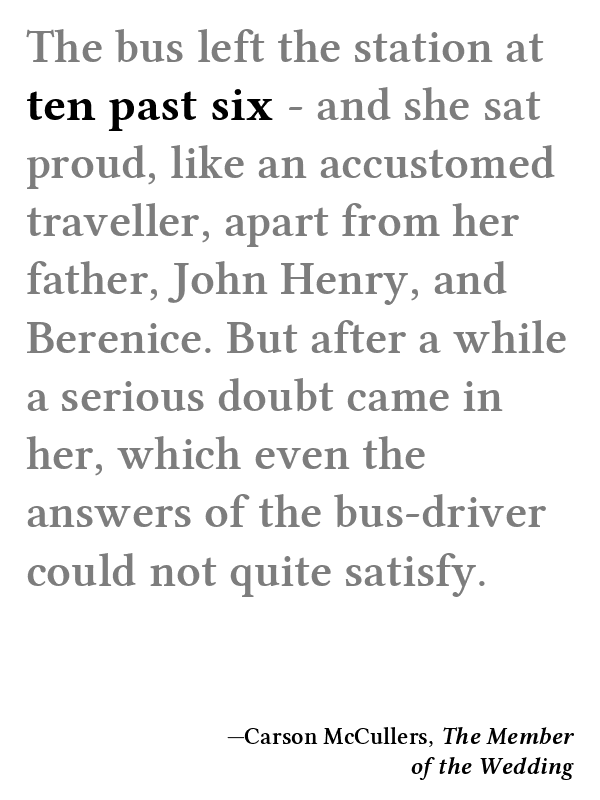 The bus left the station at
ten past six - and she sat
proud, like an accustomed
traveller, apart from her
father, John Henry, and
Berenice. But after a while
a serious doubt came in
her, which even the
answers of the bus-driver
could not quite satisfy.
—Carson McCullers, The Member
of the Wedding